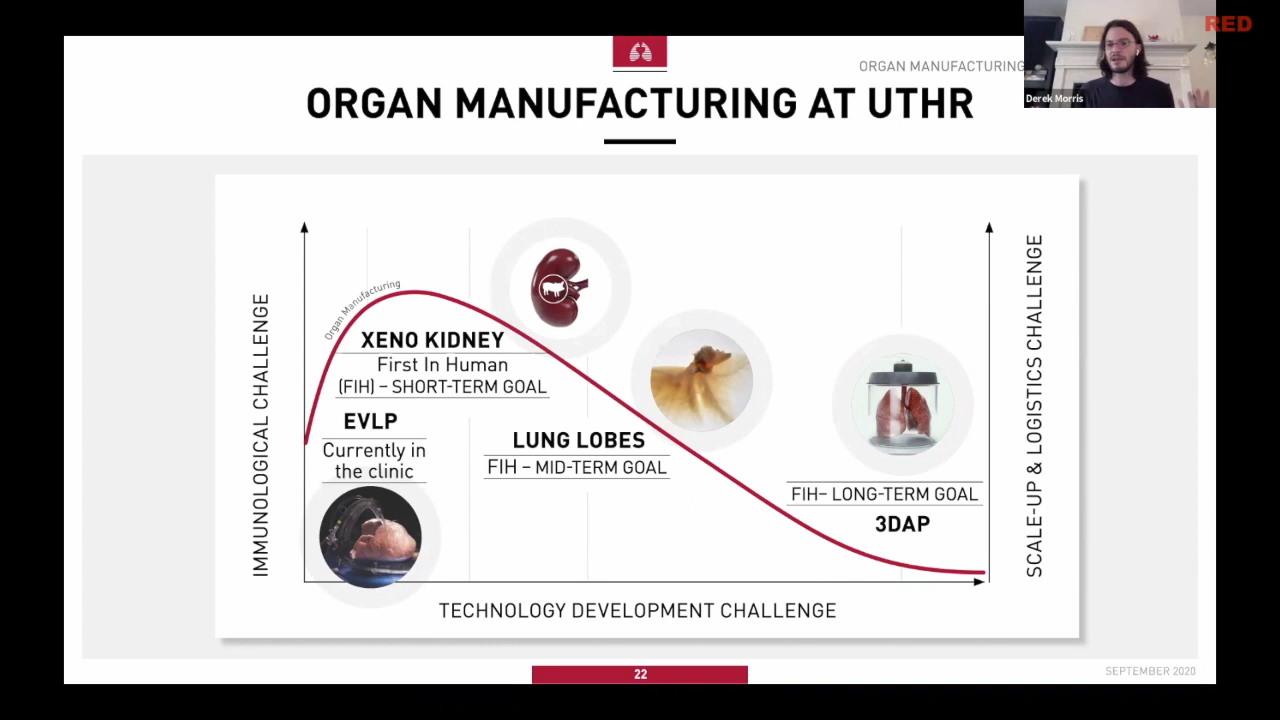 RED
ORGAN MANUFACTURING
Derek Morris
ORGAN MANUFACTURING AT UTHR
IMMUNOLOGICAL CHALLENGE
SCALE-UP & LOGISTICS CHALLENGE
Organ Manufacturing
XENO KIDNEY
First In Human
(FIH) – SHORT-TERM GOAL
EVLP
Currently in
the clinic
LUNG LOBES
FIH – MID-TERM GOAL
FIH– LONG-TERM GOAL
3DAP
TECHNOLOGY DEVELOPMENT CHALLENGE
22
SEPTEMBER 2020